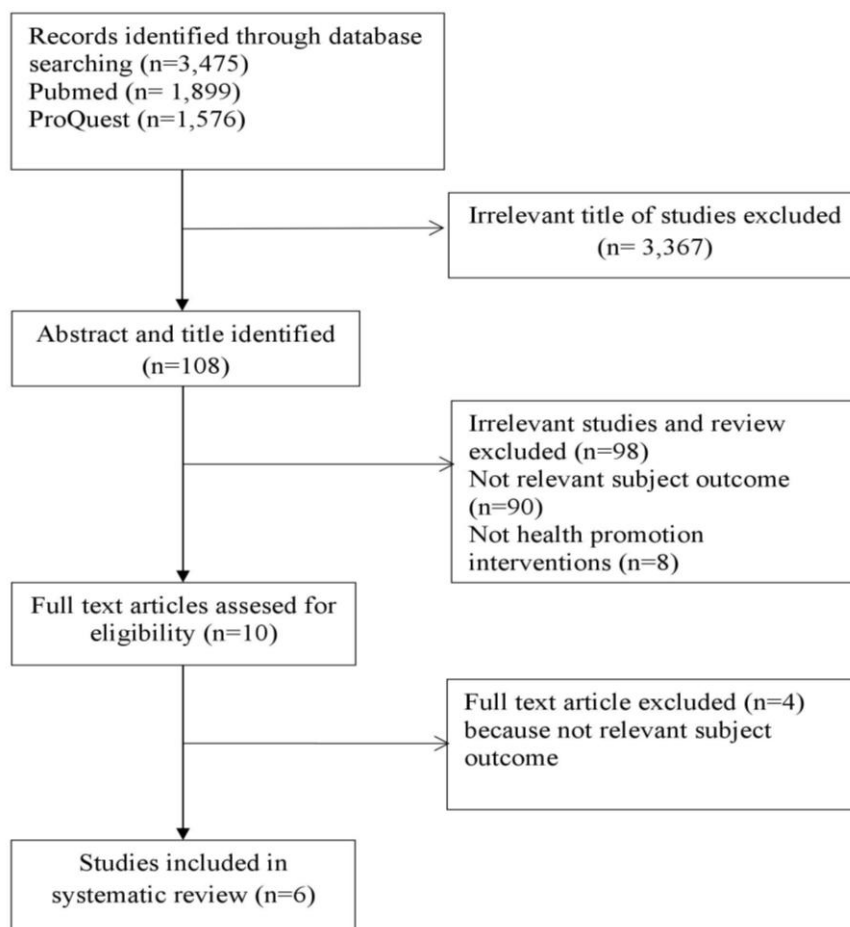 Records identified through database
searching (n=3,475)
Pubmed (n= 1,899)
ProQuest (n=1,576)
Irrelevant title of studies excluded
(n= 3,367)
Abstract and title identified
(n=108)
Irrelevant studies and review
excluded (n=98)
Not relevant subject outcome
(n=90)
Not health promotion
interventions (n=8)
Full text articles assesed for
eligibility (n=10)
Full text article excluded (n=4)
because not relevant subject
outcome
Studies included in
systematic review (n=6)